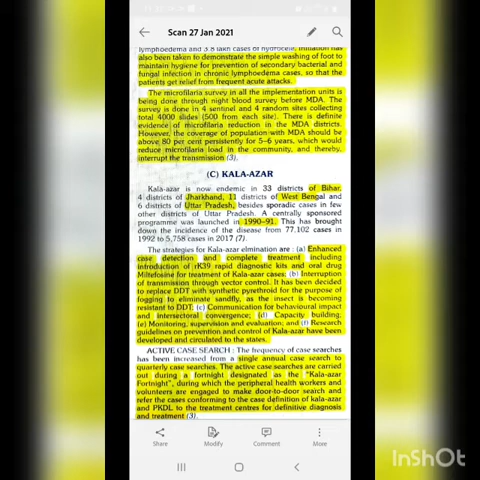 Scan 27 Jan 2021
lymphoedema and 3.8 lakh cases of hydrocele, initiation has
also been taken to demonstrate the simple washing of foot to
maintain hygiene for prevention of secondary bacterial and
fungal infection in chronic lymphoedema cases, so that the
patients get relief from frequent acute attacks.
The microfilaria survey in all the implementation units is
being done through night blood survey before MDA. The
survey is done in 4 sentinel and 4 random sites collecting
total 4000 slides (500 from each site). There is definite
evidence of microfilaria reduction in the MDA districts.
However, the coverage of population with MDA should be
above 80 per cent persistently for 5–6 years, which would
reduce microfilaria load in the community, and thereby
interrupt the transmission (3).
(C) KALA-AZAR
Kala-azar is now endemic in 33 districts of Bihar,
4 districts of Jharkhand, 11 districts of West Bengal and
6 districts of Uttar Pradesh, besides sporadic cases in few
other districts of Uttar Pradesh. A centrally sponsored
programme was launched in 1990–91. This has brought
down the incidence of the disease from 77,102 cases in
1992 to 5,758 cases in 2017 (7).
The strategies for Kala-azar elimination are : (a) Enhanced
case detection and complete treatment including
introduction of rK39 rapid diagnostic kits and oral drug
Miltefosine for treatment of Kala-azar cases; (b) Interruption
of transmission through vector control. It has been decided
to replace DDT with synthetic pyrethroid for the purpose of
fogging to eliminate sandfly, as the insect is becoming
resistant to DDT; (c) Communication for behavioural impact
and intersectoral convergence; (d) Capacity building;
(e) Monitoring, supervision and evaluation; and (f) Research
guidelines on prevention and control of Kala-azar have been
developed and circulated to the states.
ACTIVE CASE SEARCH : The frequency of case searches
has been increased from a single annual case search to
quarterly case searches. The active case searches are carried
out during a fortnight designated as the "Kala-azar
Fortnight", during which the peripheral health workers and
volunteers are engaged to make door-to-door search and
refer the cases conforming to the case definition of kala-azar
and PKDL to the treatment centres for definitive diagnosis
and treatment (3).
Share
Modify
Comment
More
InShOt